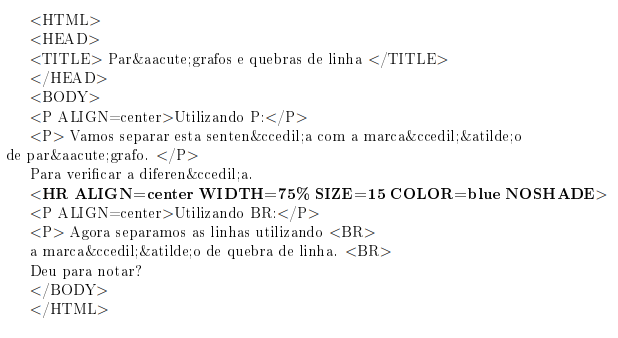 <HTML>
<HEAD>
<TITLE> Par&aacute;grafos e quebras de linha </TITLE>
</HEAD>
<BODY>
<P ALIGN=center>Utilizando P:</P>
<P> Vamos separar esta senten&ccedil;a com a marca&ccedil;&atilde;o
de par&aacute;grafo. </P>
Para verificar a diferen&ccedil;a.
<HR ALIGN=center WIDTH=75% SIZE=15 COLOR=blue NOSHADE>
<P ALIGN=center>Utilizando BR:</P>
<P> Agora separamos as linhas utilizando <BR>
a marca&ccedil;&atilde;o de quebra de linha. <BR>
Deu para notar?
</BODY>
</HTML>